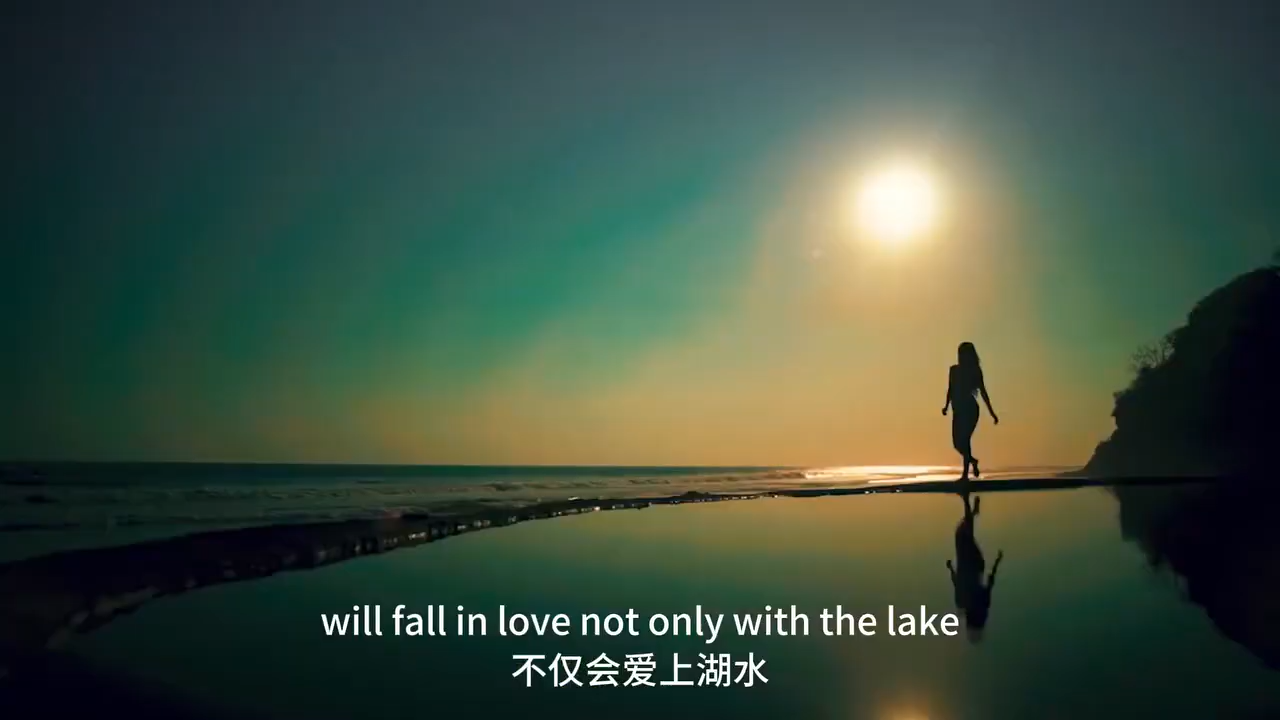 will fall in love not only with the lake
不仅会爱上湖水